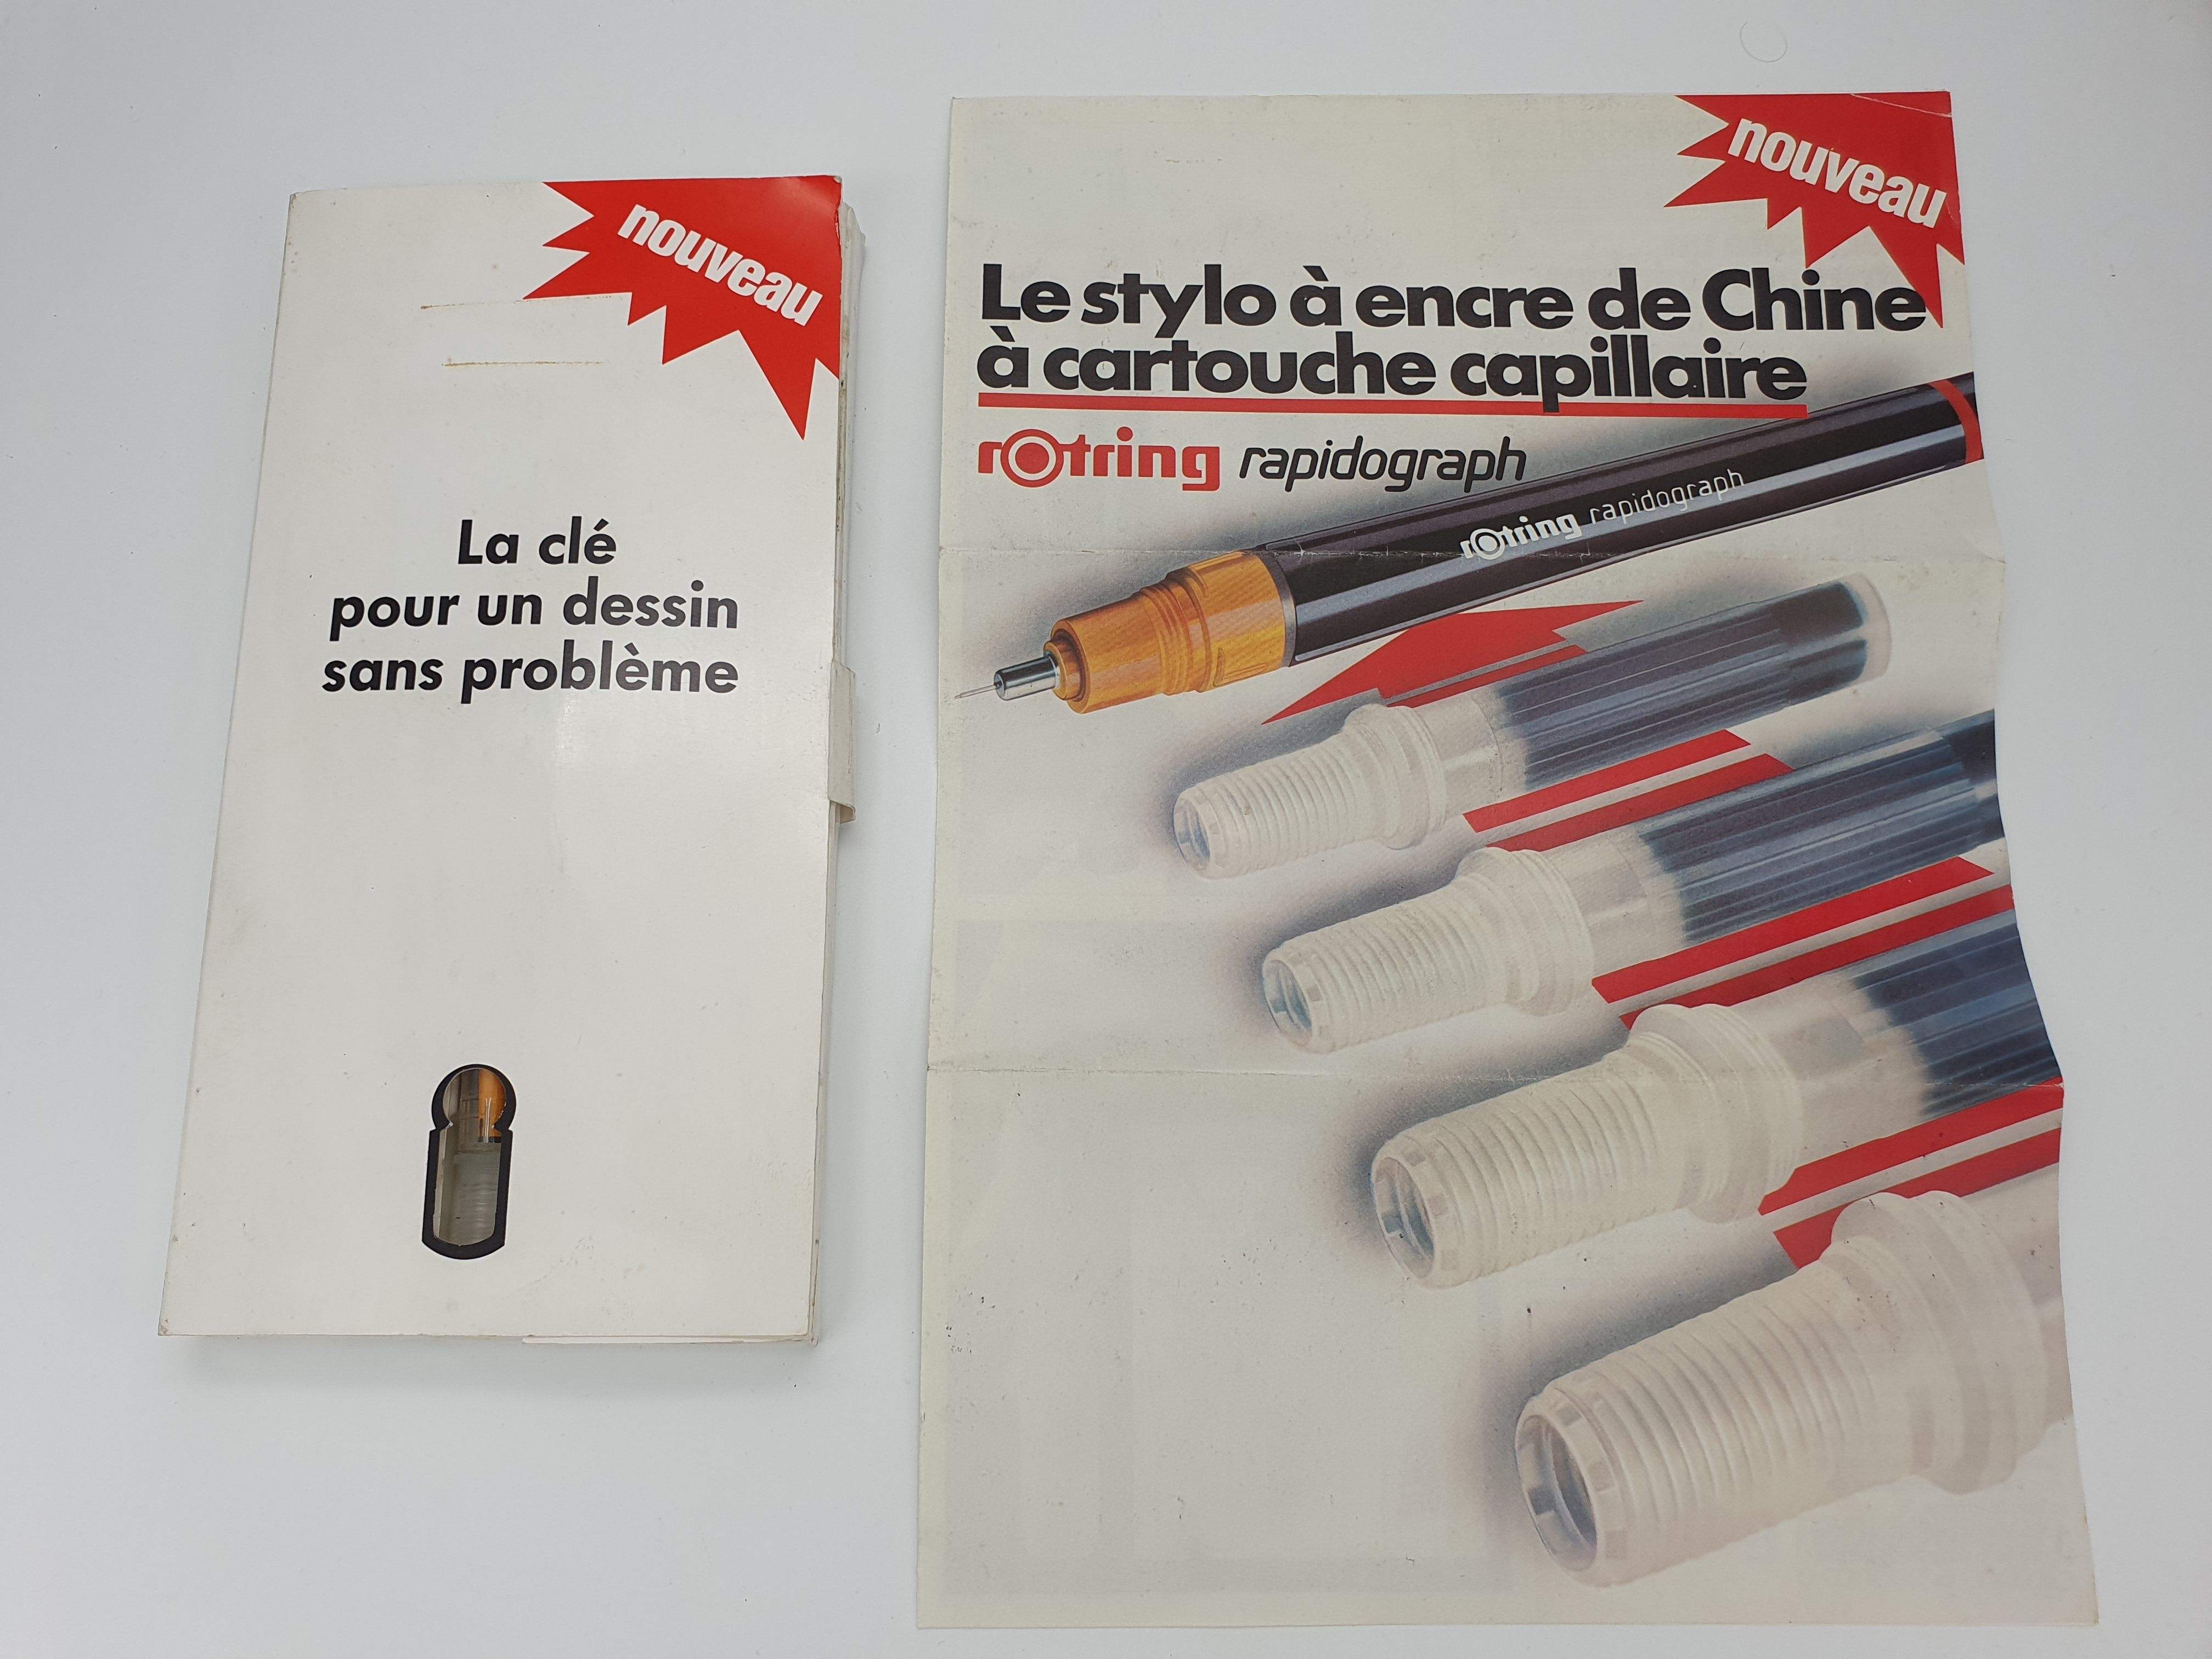 nouveau
La clé
pour un dessin
sans problème
nouveau
Le stylo à encre de Chine
à cartouche capillaire
rotring rapidograph
rotring rapidograph